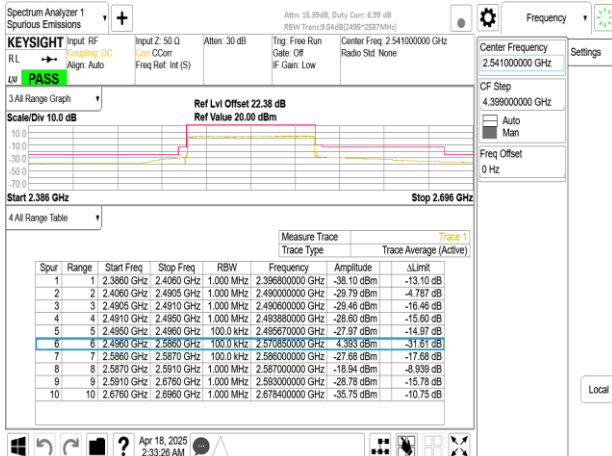 Spectrum Analyzer 1
Spurious Emissions
Attn: 15.39dB, Duty Corr: 6.99 dB
RBW Trans:9.54dB(2495~2587MHz)
Frequency
KEYSIGHT
RL
PASS
Input: RF
Coupling: DC
Align: Auto
Input Z: 50 Ω
Corr CCorr
Freq Ref: Int (S)
Atten: 30 dB
Trig: Free Run
Gate: Off
IF Gain: Low
Center Freq: 2.541000000 GHz
Radio Std: None
Center Frequency
2.541000000 GHz
Settings
CF Step
4.399000000 GHz
Auto
Man
Freq Offset
0 Hz
3 All Range Graph
Scale/Div 10.0 dB
Ref Lvl Offset 22.38 dB
Ref Value 20.00 dBm
10.0
-10.0
-30.0
-50.0
-70.0
Start 2.386 GHz
Stop 2.696 GHz
4 All Range Table
Measure Trace Trace 1
Trace Type Trace Average (Active)
Spur Range Start Freq Stop Freq RBW Frequency Amplitude ΔLimit
1 1 2.3860 GHz 2.4060 GHz 1.000 MHz 2.396800000 GHz -38.10 dBm -13.10 dB
2 2 2.4060 GHz 2.4905 GHz 1.000 MHz 2.490000000 GHz -29.79 dBm -4.787 dB
3 3 2.4905 GHz 2.4910 GHz 1.000 MHz 2.490600000 GHz -29.46 dBm -16.46 dB
4 4 2.4910 GHz 2.4950 GHz 1.000 MHz 2.493880000 GHz -28.60 dBm -15.60 dB
5 5 2.4950 GHz 2.4960 GHz 100.0 kHz 2.495670000 GHz -27.97 dBm -14.97 dB
6 6 2.4960 GHz 2.5860 GHz 100.0 kHz 2.570850000 GHz 4.393 dBm -31.61 dB
7 7 2.5860 GHz 2.5870 GHz 100.0 kHz 2.586000000 GHz -27.68 dBm -17.68 dB
8 8 2.5870 GHz 2.5910 GHz 1.000 MHz 2.587000000 GHz -18.94 dBm -8.939 dB
9 9 2.5910 GHz 2.6760 GHz 1.000 MHz 2.593000000 GHz -28.78 dBm -15.78 dB
10 10 2.6760 GHz 2.6960 GHz 1.000 MHz 2.678400000 GHz -35.75 dBm -10.75 dB
Local
?
Apr 18, 2025
2:33:26 AM